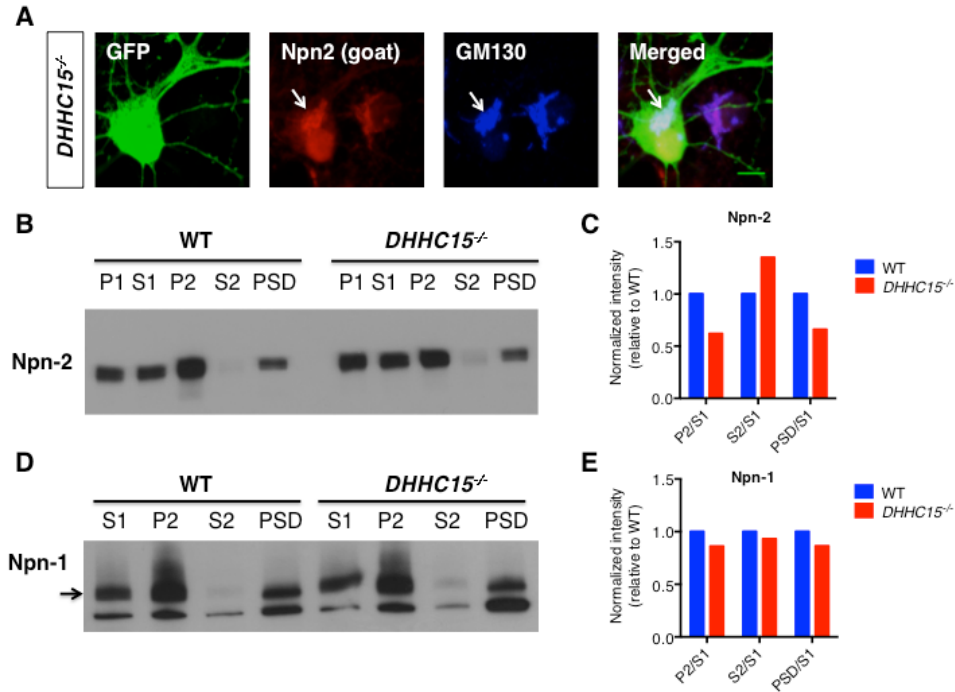 A
DHHC15-/-
GFP
Npn2 (goat)
GM130
Merged
B
WT
DHHC15-/-
P1 S1 P2 S2 PSD
P1 S1 P2 S2 PSD
Npn-2
C
Npn-2
Normalized intensity
(relative to WT)
1.5
1.0
0.5
0.0
P2/S1
S2/S1
PSD/S1
WT
DHHC15-/-
D
WT
DHHC15-/-
S1 P2 S2 PSD
S1 P2 S2 PSD
Npn-1
E
Npn-1
Normalized intensity
(relative to WT)
1.5
1.0
0.5
0.0
P2/S1
S2/S1
PSD/S1
WT
DHHC15-/-